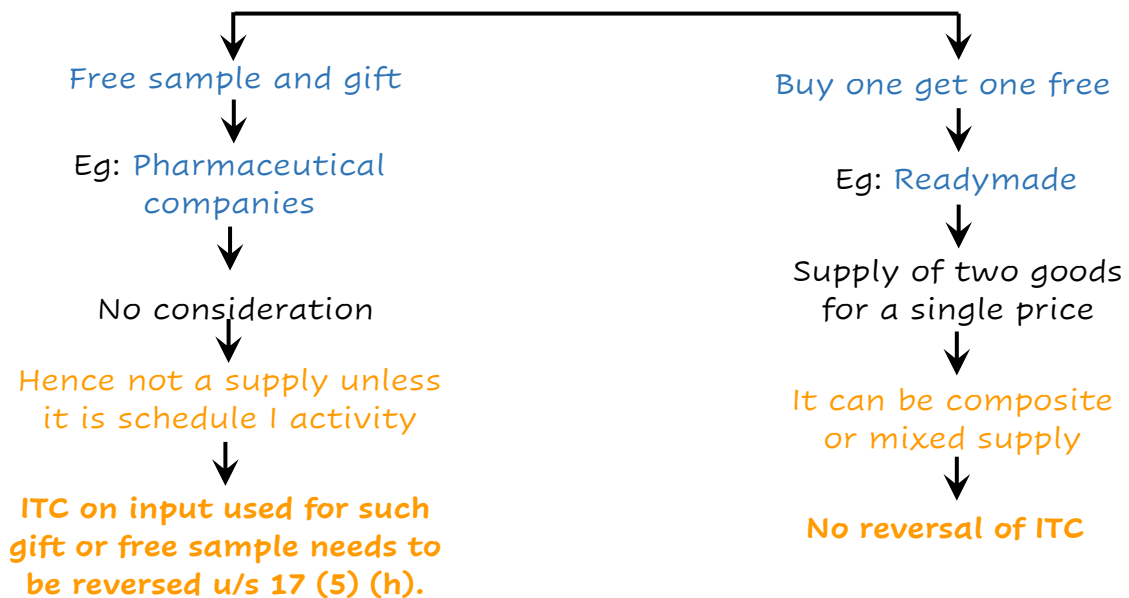 Free sample and gift
Eg: Pharmaceutical
companies
No consideration
Hence not a supply unless
it is schedule I activity
ITC on input used for such
gift or free sample needs to
be reversed u/s 17 (5) (h).
Buy one get one free
Eg: Readymade
Supply of two goods
for a single price
It can be composite
or mixed supply
No reversal of ITC